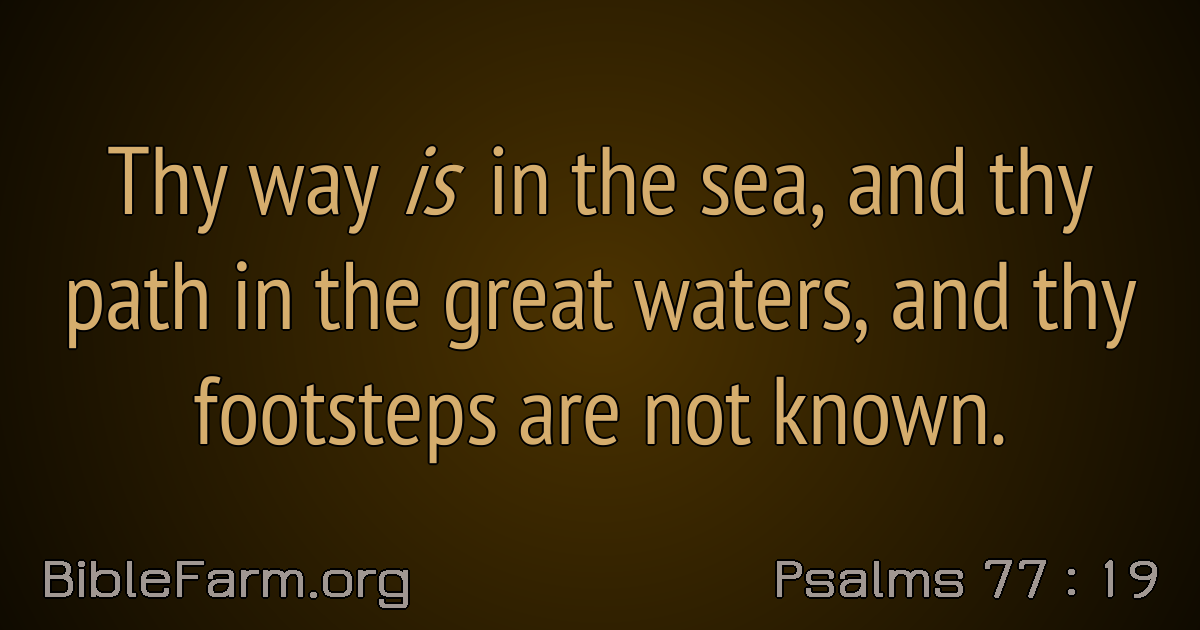 Thy way is in the sea, and thy
path in the great waters, and thy
footsteps are not known.
BibleFarm.org
Psalms 77 : 19